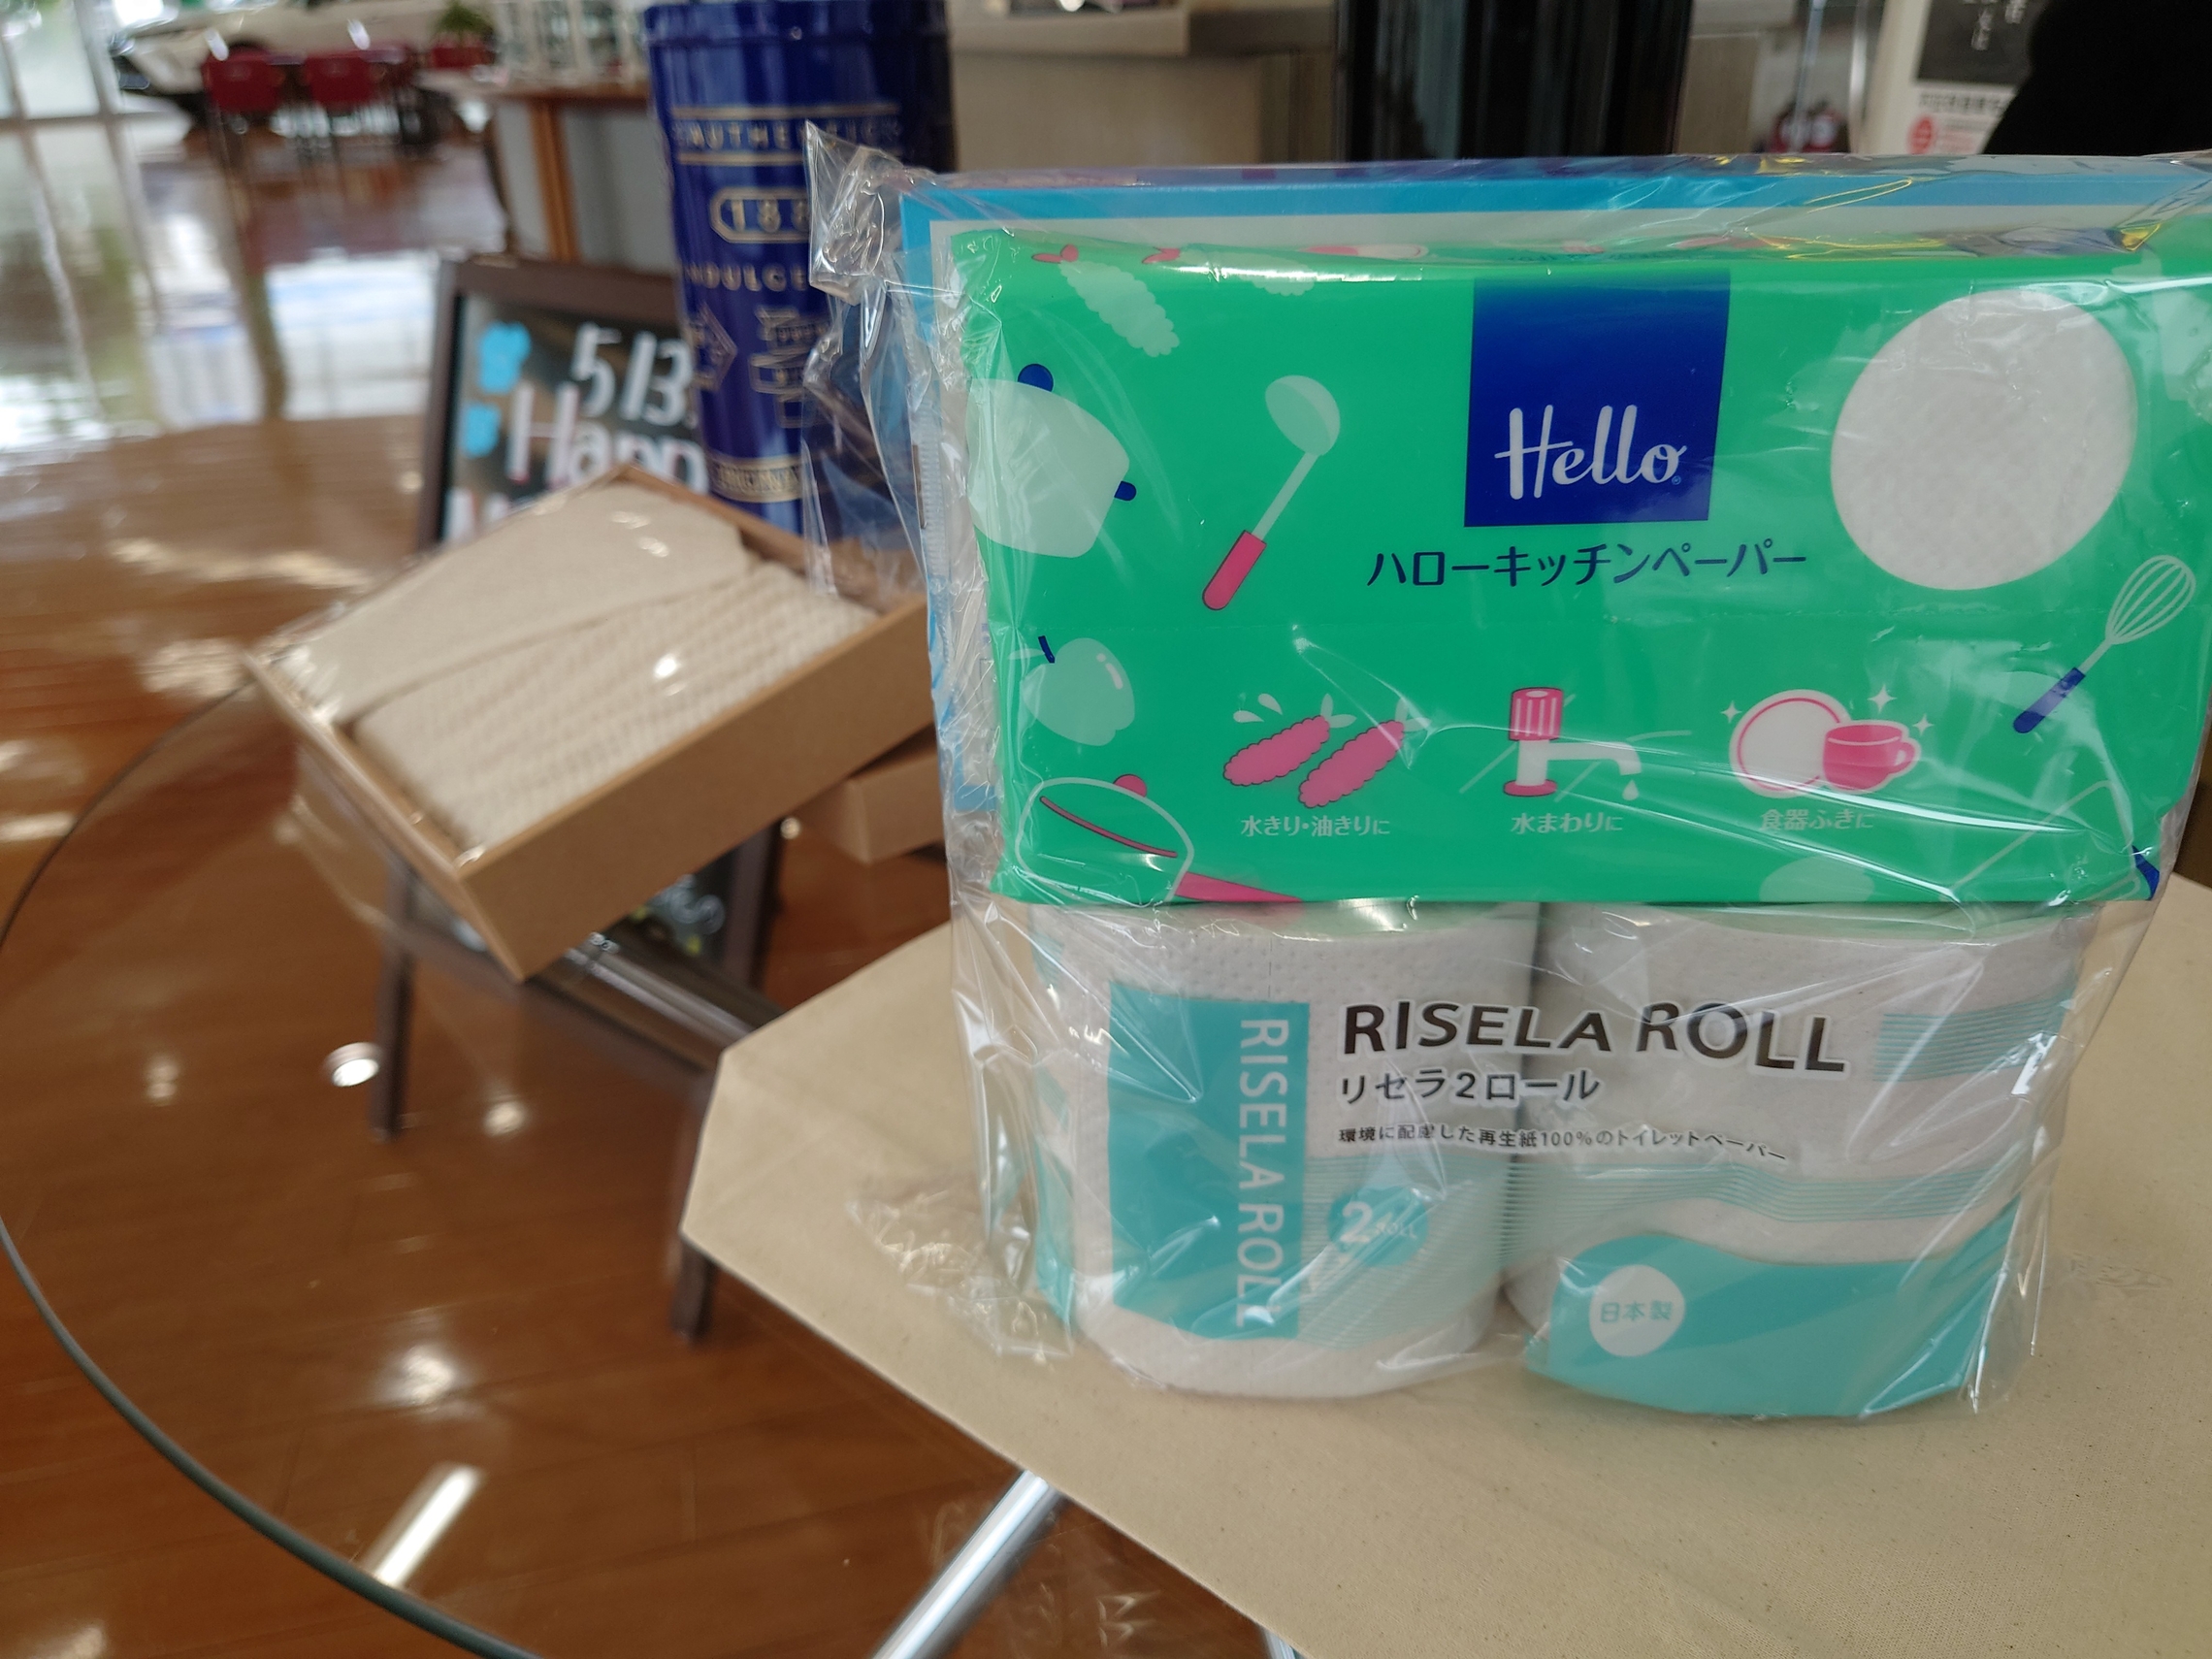 AUTHENTIC
188
INDULGE
5/13
Happ
Hello
ハローキッチンペーパー
水きり・油きりに
水まわりに
食器ふきに
RISELA ROLL
RISELA ROLL
リセラ2ロール
環境に配慮した再生紙100%のトイレットペーパー
2 ROLL
日本製